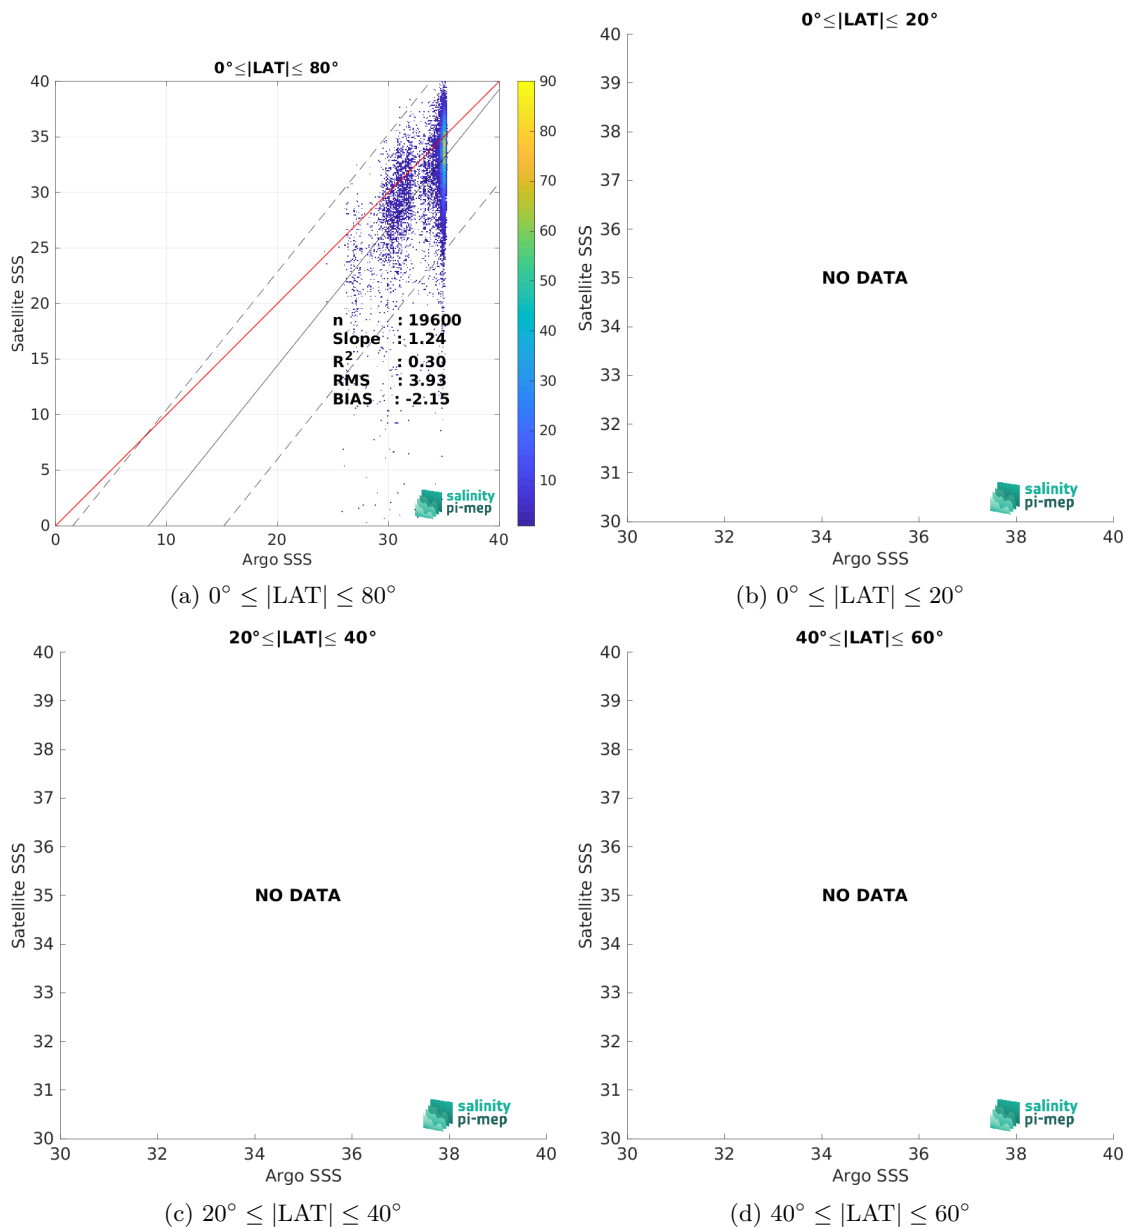 0°≤|LAT|≤ 80°
40
35
30
25
20
15
10
5
0
Satellite SSS
n : 19600
Slope : 1.24
R2 : 0.30
RMS : 3.93
BIAS : -2.15
salinity
pi-mep
0 10 20 30 40
Argo SSS
90
80
70
60
50
40
30
20
10
(a) 0° ≤ |LAT| ≤ 80°
0°≤|LAT|≤ 20°
40
39
38
37
36
35
34
33
32
31
30
Satellite SSS
NO DATA
salinity
pi-mep
30 32 34 36 38 40
Argo SSS
(b) 0° ≤ |LAT| ≤ 20°
20°≤|LAT|≤ 40°
40
39
38
37
36
35
34
33
32
31
30
Satellite SSS
NO DATA
salinity
pi-mep
30 32 34 36 38 40
Argo SSS
(c) 20° ≤ |LAT| ≤ 40°
40°≤|LAT|≤ 60°
40
39
38
37
36
35
34
33
32
31
30
Satellite SSS
NO DATA
salinity
pi-mep
30 32 34 36 38 40
Argo SSS
(d) 40° ≤ |LAT| ≤ 60°